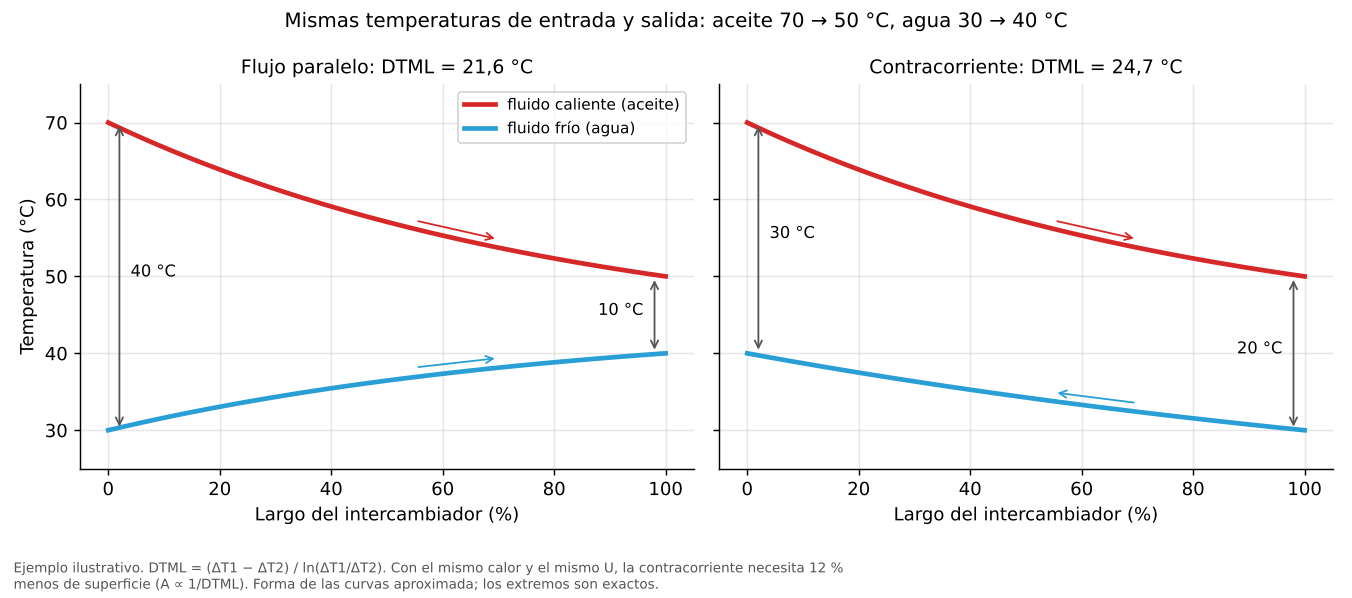 Mismas temperaturas de entrada y salida: aceite 70 → 50 °C, agua 30 → 40 °C
Flujo paralelo: DTML = 21,6 °C
fluido caliente (aceite)
fluido frío (agua)
Temperatura (°C)
70
60
50
40
30
40 °C
10 °C
0
20
40
60
80
100
Largo del intercambiador (%)
Contracorriente: DTML = 24,7 °C
30 °C
20 °C
0
20
40
60
80
100
Largo del intercambiador (%)
Ejemplo ilustrativo. DTML = (ΔT1 − ΔT2) / ln(ΔT1/ΔT2). Con el mismo calor y el mismo U, la contracorriente necesita 12 %
menos de superficie (A ∝ 1/DTML). Forma de las curvas aproximada; los extremos son exactos.